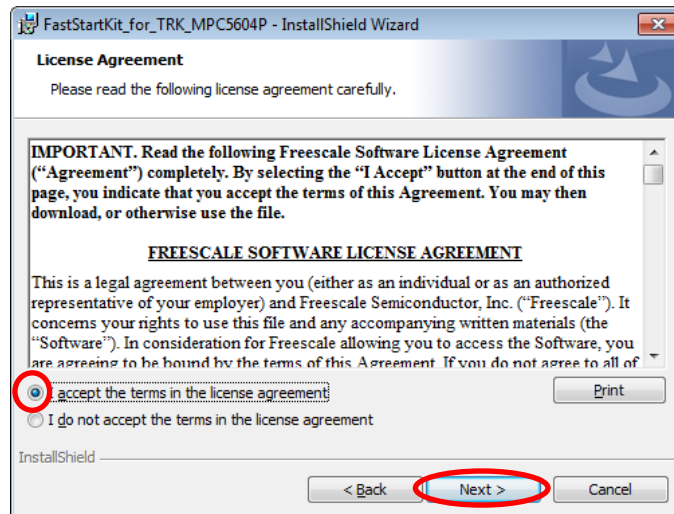 FastStartKit_for_TRK_MPC5604P - InstallShield Wizard
License Agreement
Please read the following license agreement carefully.
IMPORTANT. Read the following Freescale Software License Agreement
(“Agreement”) completely. By selecting the “I Accept” button at the end of this
page, you indicate that you accept the terms of this Agreement. You may then
download, or otherwise use the file.
FREESCALE SOFTWARE LICENSE AGREEMENT
This is a legal agreement between you (either as an individual or as an authorized
representative of your employer) and Freescale Semiconductor, Inc. (“Freescale”). It
concerns your rights to use this file and any accompanying written materials (the
“Software”). In consideration for Freescale allowing you to access the Software, you
are agreeing to be bound by the terms of this Agreement. If you do not agree to all of
I accept the terms in the license agreement
Print
I do not accept the terms in the license agreement
InstallShield
< Back
Next >
Cancel